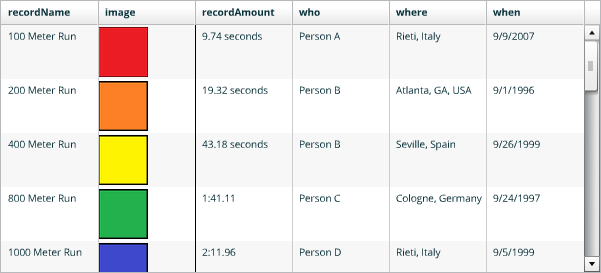 recordName image recordAmount who where when
100 Meter Run 9.74 seconds Person A Rieti, Italy 9/9/2007
200 Meter Run 19.32 seconds Person B Atlanta, GA, USA 9/1/1996
400 Meter Run 43.18 seconds Person B Seville, Spain 9/26/1999
800 Meter Run 1:41.11 Person C Cologne, Germany 9/24/1997
1000 Meter Run 2:11.96 Person D Rieti, Italy 9/5/1999